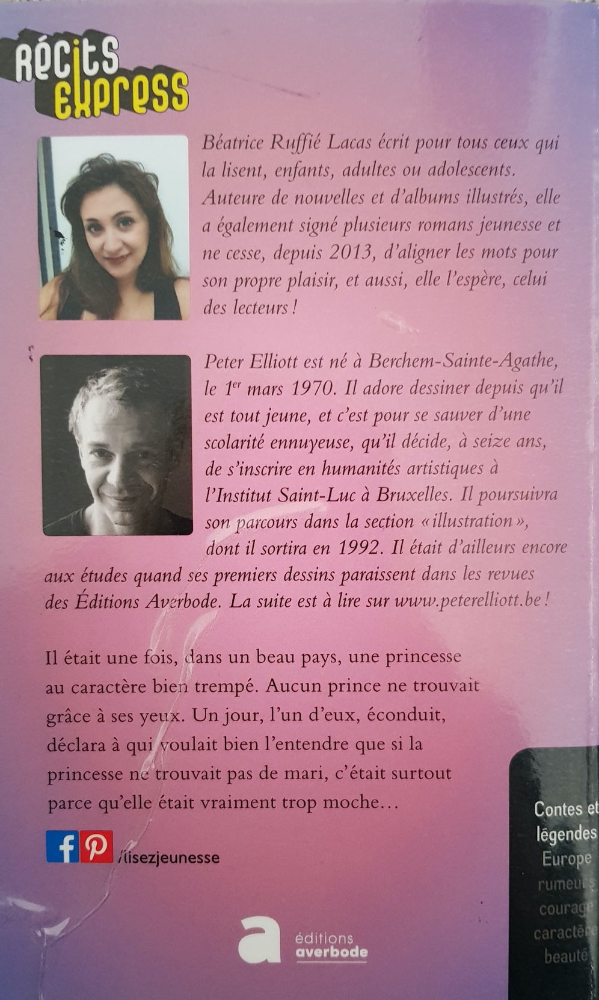 Récits
Express
Béatrice Ruffié Lacas écrit pour tous ceux qui
la lisent, enfants, adultes ou adolescents.
Auteure de nouvelles et d’albums illustrés, elle
a également signé plusieurs romans jeunesse et
ne cesse, depuis 2013, d’aligner les mots pour
son propre plaisir, et aussi, elle l’espère, celui
des lecteurs !
Peter Elliott est né à Berchem-Sainte-Agathe,
le 1er mars 1970. Il adore dessiner depuis qu’il
est tout jeune, et c’est pour se sauver d’une
scolarité ennuyeuse, qu’il décide, à seize ans,
de s’inscrire en humanités artistiques à
l’Institut Saint-Luc à Bruxelles. Il poursuivra
son parcours dans la section « illustration »,
dont il sortira en 1992. Il était d’ailleurs encore
aux études quand ses premiers dessins paraissent dans les revues
des Éditions Averbode. La suite est à lire sur www.peterelliott.be !
Il était une fois, dans un beau pays, une princesse
au caractère bien trempé. Aucun prince ne trouvait
grâce à ses yeux. Un jour, l’un d’eux, éconduit,
déclara à qui voulait bien l’entendre que si la
princesse ne trouvait pas de mari, c’était surtout
parce qu’elle était vraiment trop moche…
/lisezjeunesse
Contes et
légendes
Europe
rumeurs
courage
caractère
beauté
éditions
averbode